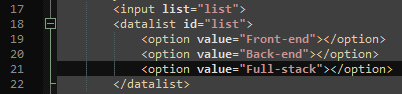 17 <input list="list">
18 <datalist id="list">
19 <option value="Front-end"></option>
20 <option value="Back-end"></option>
21 <option value="Full-stack"></option>
22 </datalist>